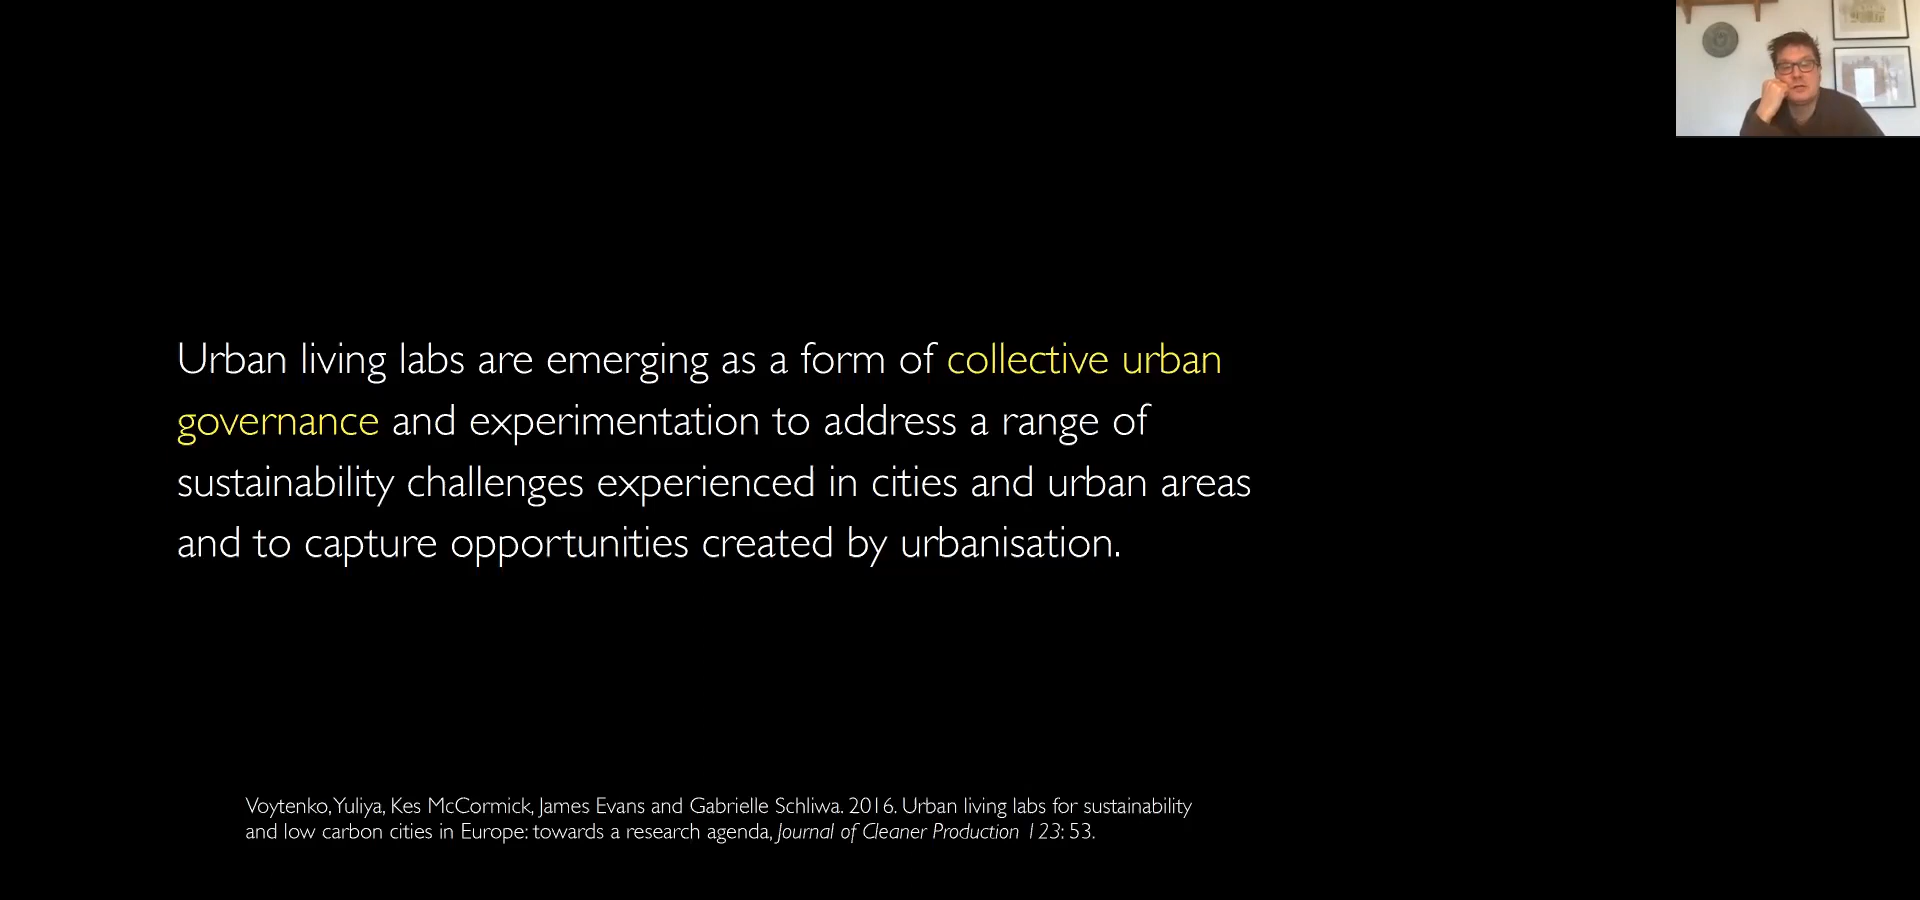 Urban living labs are emerging as a form of collective urban
governance and experimentation to address a range of
sustainability challenges experienced in cities and urban areas
and to capture opportunities created by urbanisation.
Voytenko, Yuliya, Kes McCormick, James Evans and Gabrielle Schliwa. 2016. Urban living labs for sustainability
and low carbon cities in Europe: towards a research agenda, Journal of Cleaner Production 123: 53.